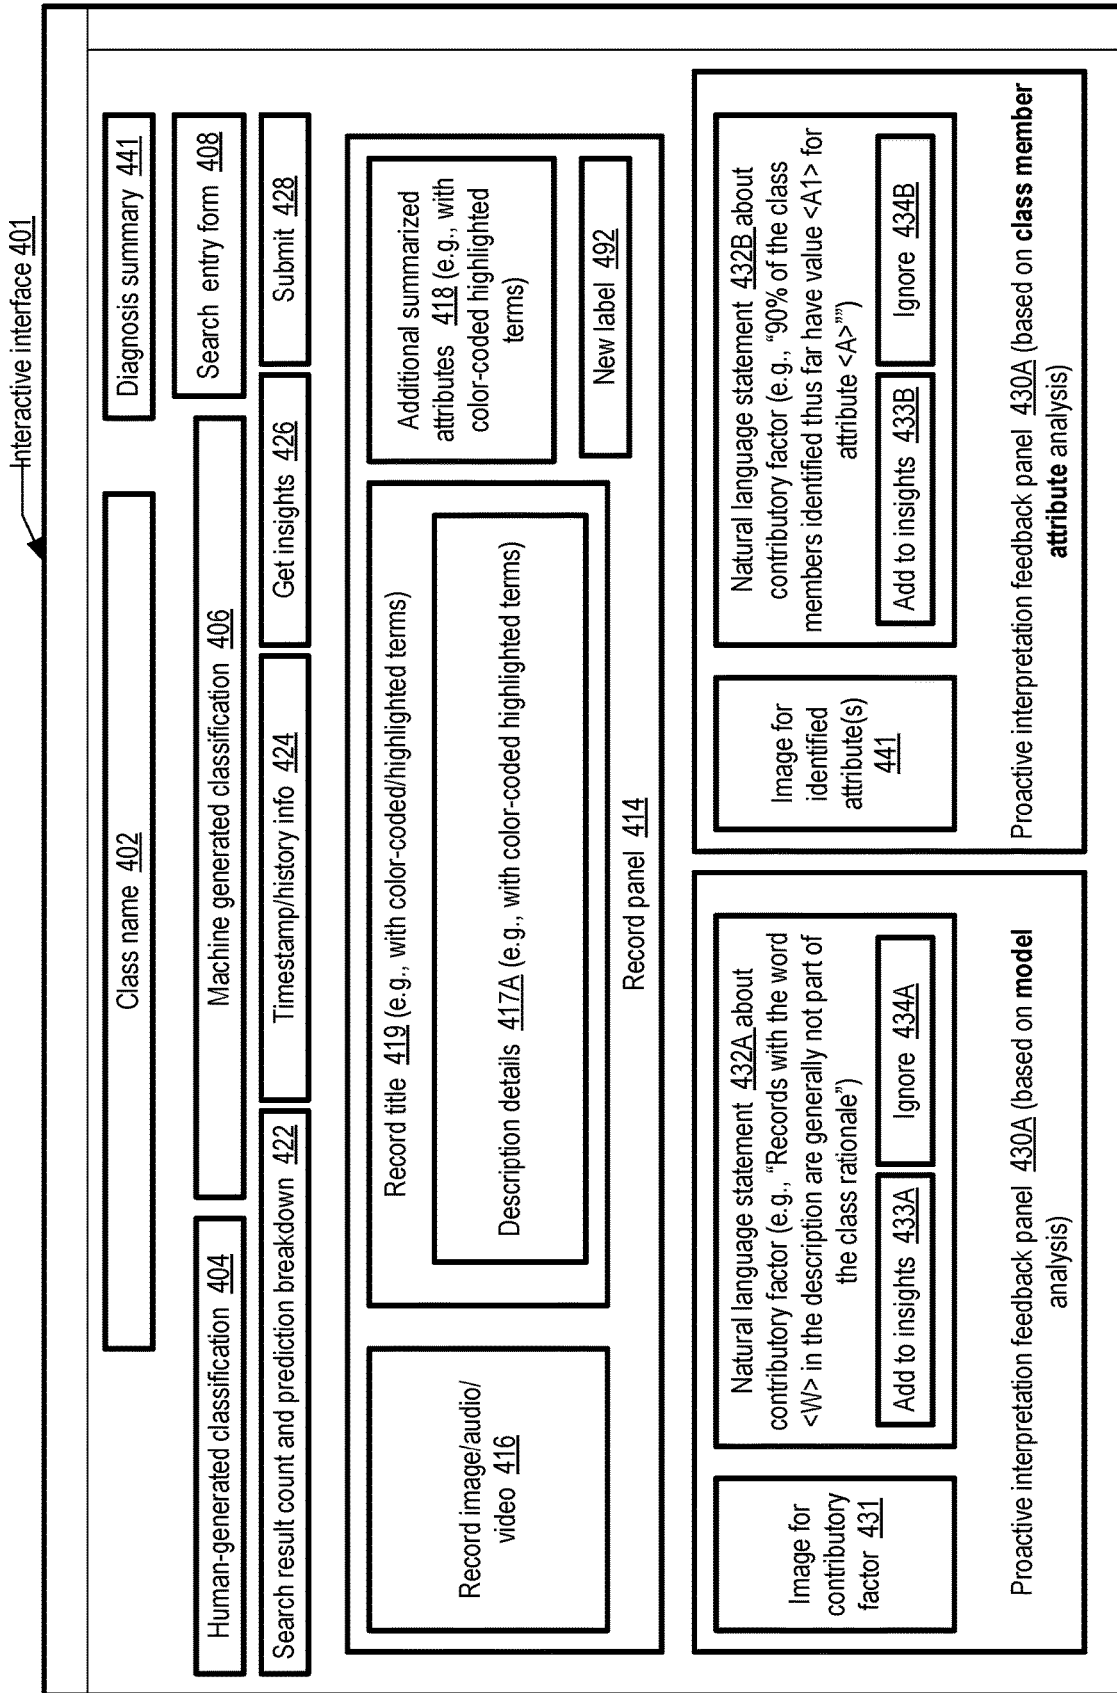 Interactive interface 401
Class name 402
Diagnosis summary 441
Human-generated classification 404
Machine generated classification 406
Search entry form 408
Search result count and prediction breakdown 422
Timestamp/history info 424
Get insights 426
Submit 428
Record image/audio/
video 416
Record title 419 (e.g., with color-coded/highlighted terms)
Description details 417A (e.g., with color-coded highlighted terms)
Additional summarized
attributes 418 (e.g., with
color-coded highlighted
terms)
New label 492
Record panel 414
Image for
contributory
factor 431
Natural language statement 432A about
contributory factor (e.g., “Records with the word
<W> in the description are generally not part of
the class rationale”)
Add to insights 433A
Ignore 434A
Proactive interpretation feedback panel 430A (based on model
analysis)
Image for
identified
attribute(s)
441
Natural language statement 432B about
contributory factor (e.g., “90% of the class
members identified thus far have value <A1> for
attribute <A>””)
Add to insights 433B
Ignore 434B
Proactive interpretation feedback panel 430A (based on class member
attribute analysis)